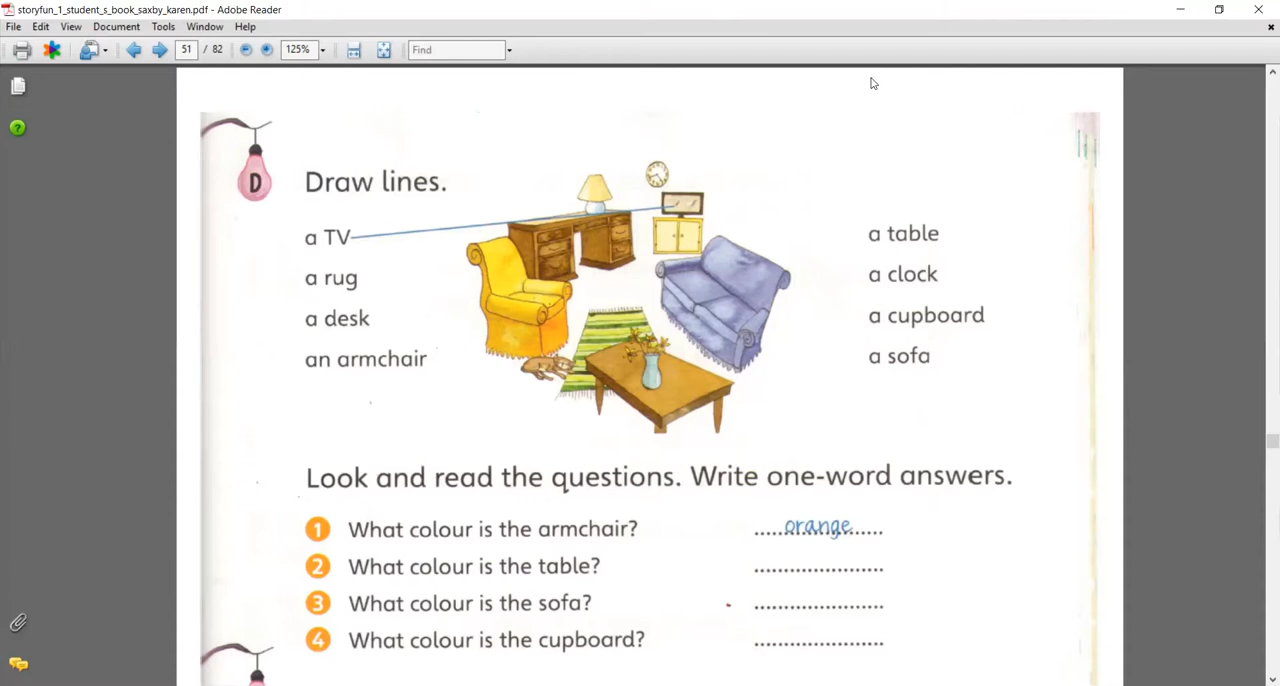 storyfun_1_student_s_book_saxby_karen.pdf - Adobe Reader
File Edit View Document Tools Window Help
51 / 82 125% Find
D Draw lines.
a TV
a rug
a desk
an armchair
a table
a clock
a cupboard
a sofa
Look and read the questions. Write one-word answers.
1 What colour is the armchair? orange
2 What colour is the table? ........................
3 What colour is the sofa? ........................
4 What colour is the cupboard? ........................